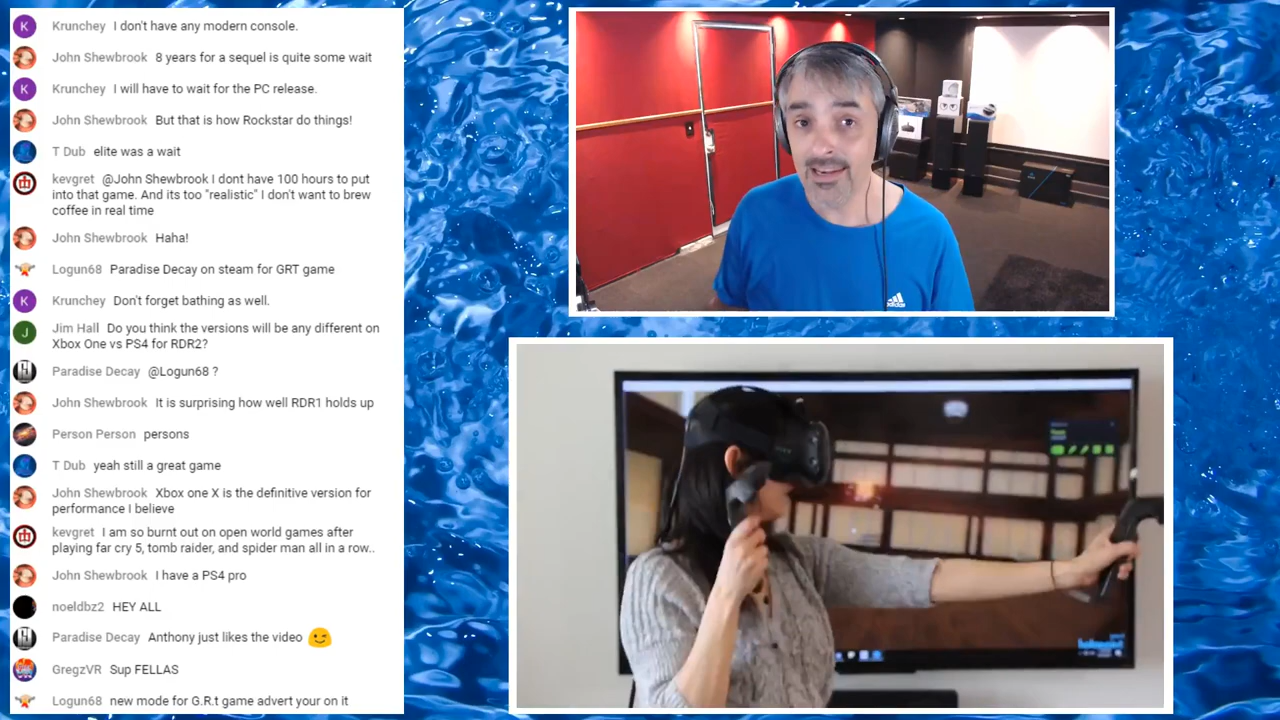 K Krunchey I don't have any modern console.
John Shewbrook 8 years for a sequel is quite some wait
K Krunchey I will have to wait for the PC release.
John Shewbrook But that is how Rockstar do things!
T Dub elite was a wait
kevgret @John Shewbrook I dont have 100 hours to put
into that game. And its too "realistic" I don't want to brew
coffee in real time
John Shewbrook Haha!
Logun68 Paradise Decay on steam for GRT game
K Krunchey Don't forget bathing as well.
J Jim Hall Do you think the versions will be any different on
Xbox One vs PS4 for RDR2?
Paradise Decay @Logun68 ?
John Shewbrook It is surprising how well RDR1 holds up
Person Person persons
T Dub yeah still a great game
John Shewbrook Xbox one X is the definitive version for
performance I believe
kevgret I am so burnt out on open world games after
playing far cry 5, tomb raider, and spider man all in a row..
John Shewbrook I have a PS4 pro
noeldbz2 HEY ALL
Paradise Decay Anthony just likes the video 😉
GregzVR Sup FELLAS
Logun68 new mode for G.R.t game advert your on it
adidas